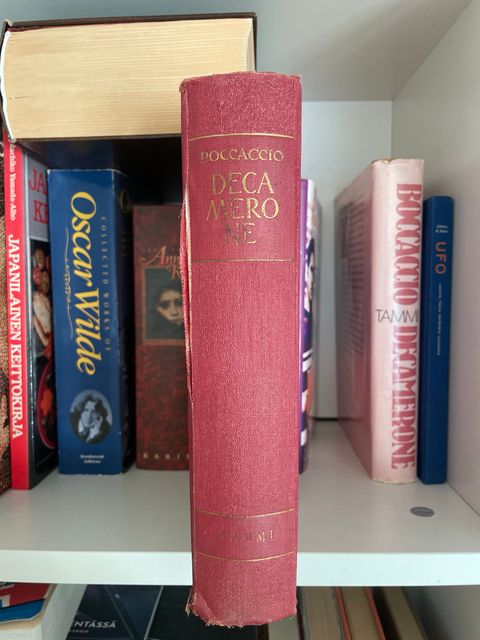 BOCCACCIO
DECA
MERO
NE
TAMMI
JAPANILAINEN KEITTOKIRJA
COLLECTED WORKS OF
Oscar Wilde
BOCCACCIO
TAMMI
DECAMERONE
UFO